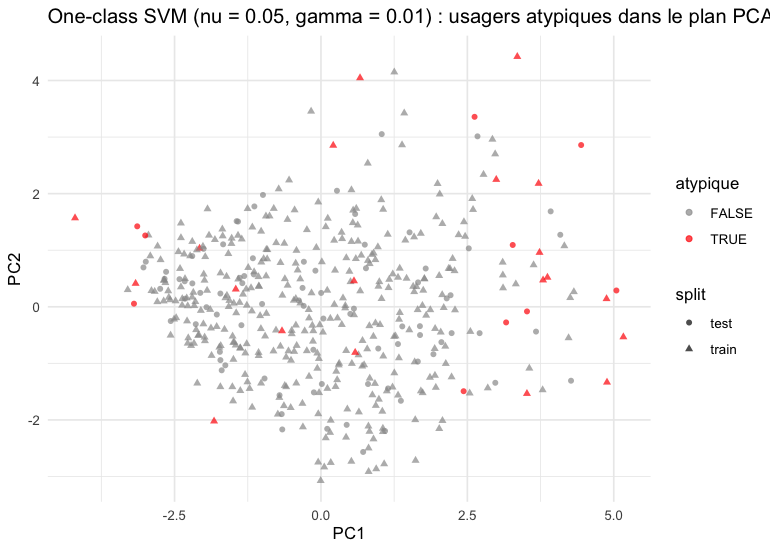 One-class SVM (nu = 0.05, gamma = 0.01) : usagers atypiques dans le plan PCA
4
2
0
-2
PC2
-2.5
0.0
2.5
5.0
PC1
atypique
FALSE
TRUE
split
test
train